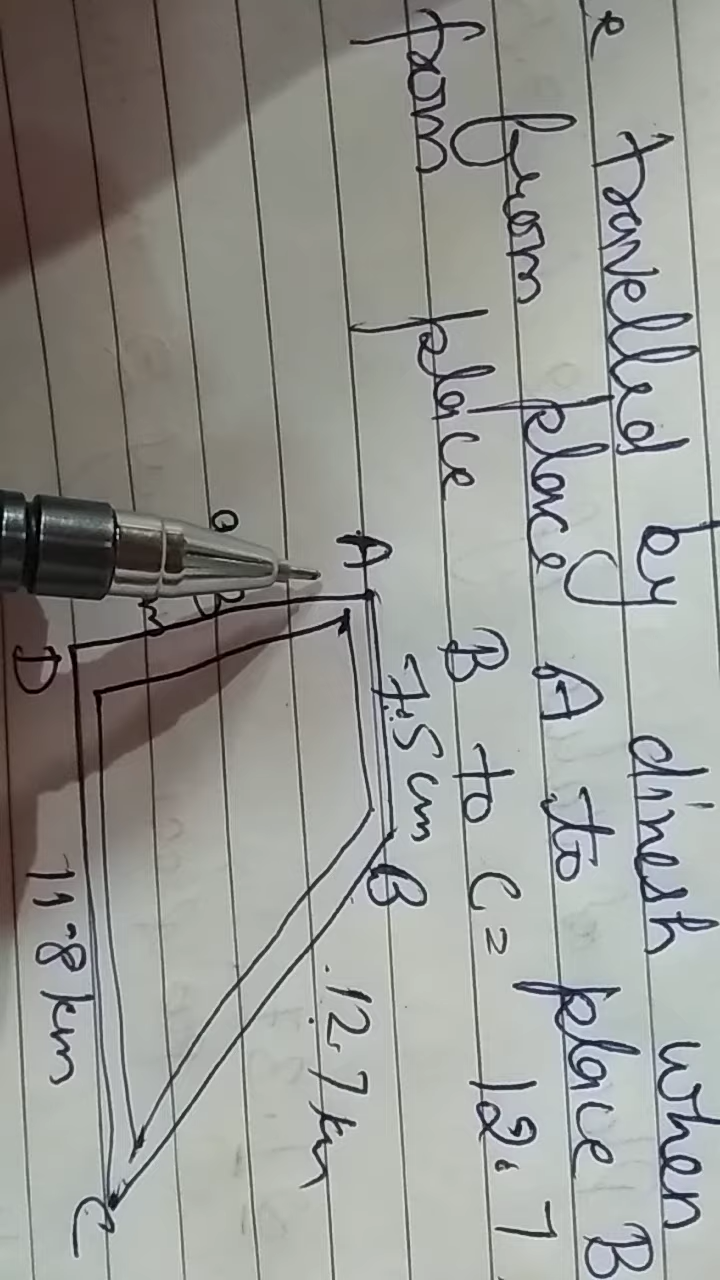 e travelled by dinesh when
from place A to place B
from place B to C = 12.7
A
7.5 cm
B
12.7 km
D
11.8 km
C